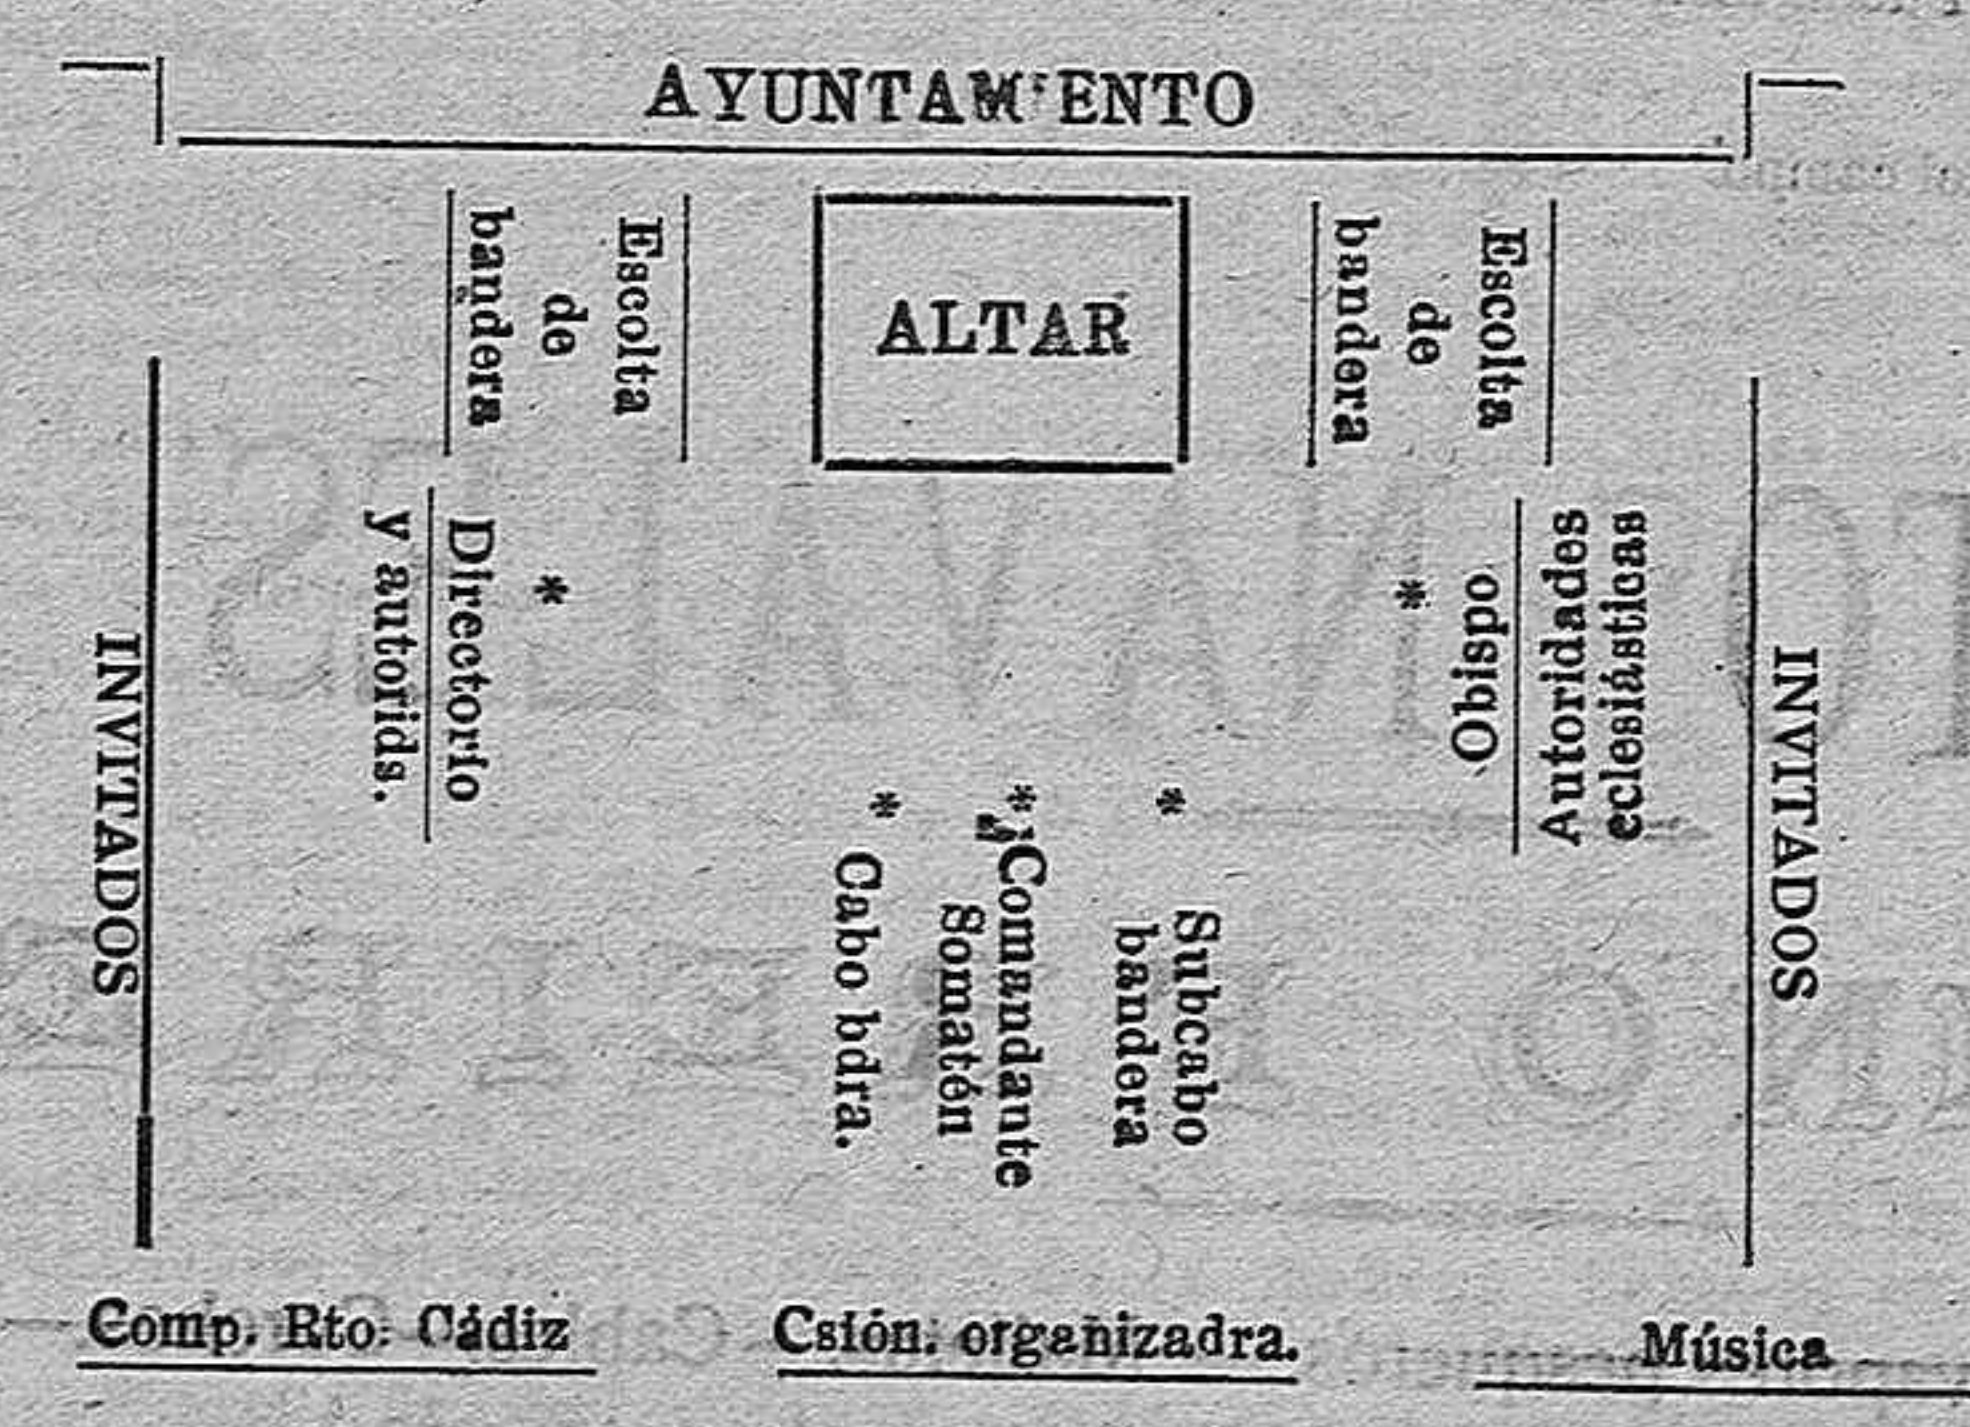 AYUNTAMIENTO
Escolta
de
bandera
ALTAR
Escolta
de
bandera
*
Directorio
y autorids.
*
Obispo
Autoridades
eclesiásticas
INVITADOS
INVITADOS
*
Cabo bdra.
*
Comandante
Somatén
*
Subcabo
bandera
Comp. Rto. Cádiz
Csión. organizadra.
Música